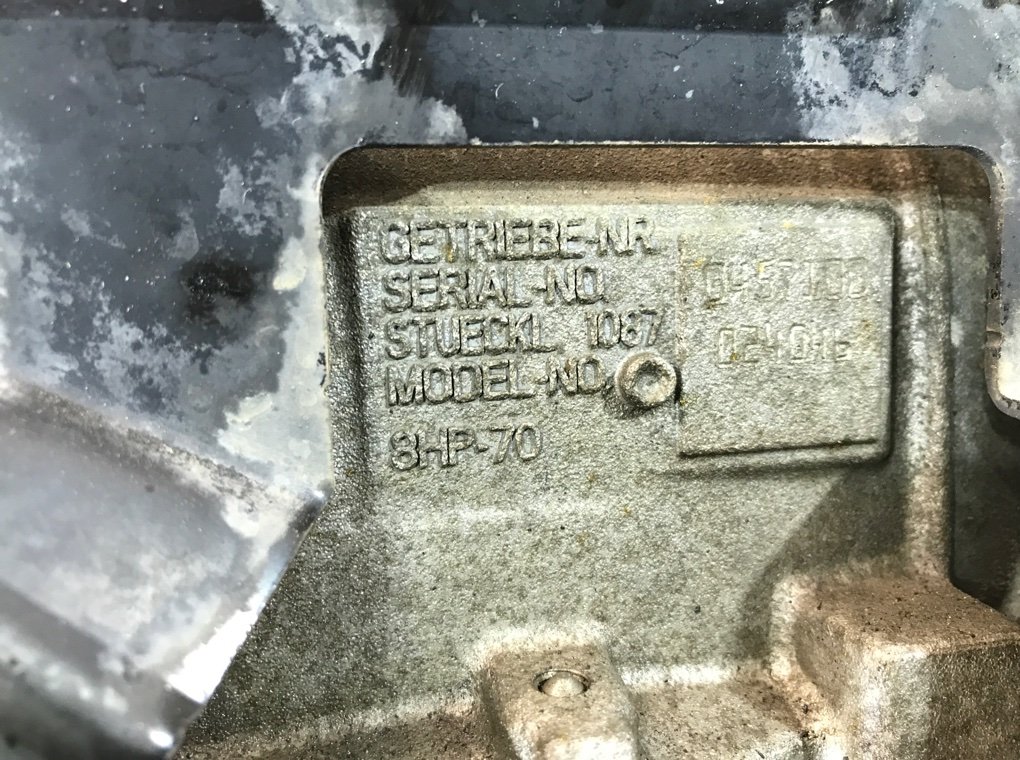 GETRIEBE-NR.
SERIAL-NO.
STUECKL. 1087
MODEL-NO.
8HP-70